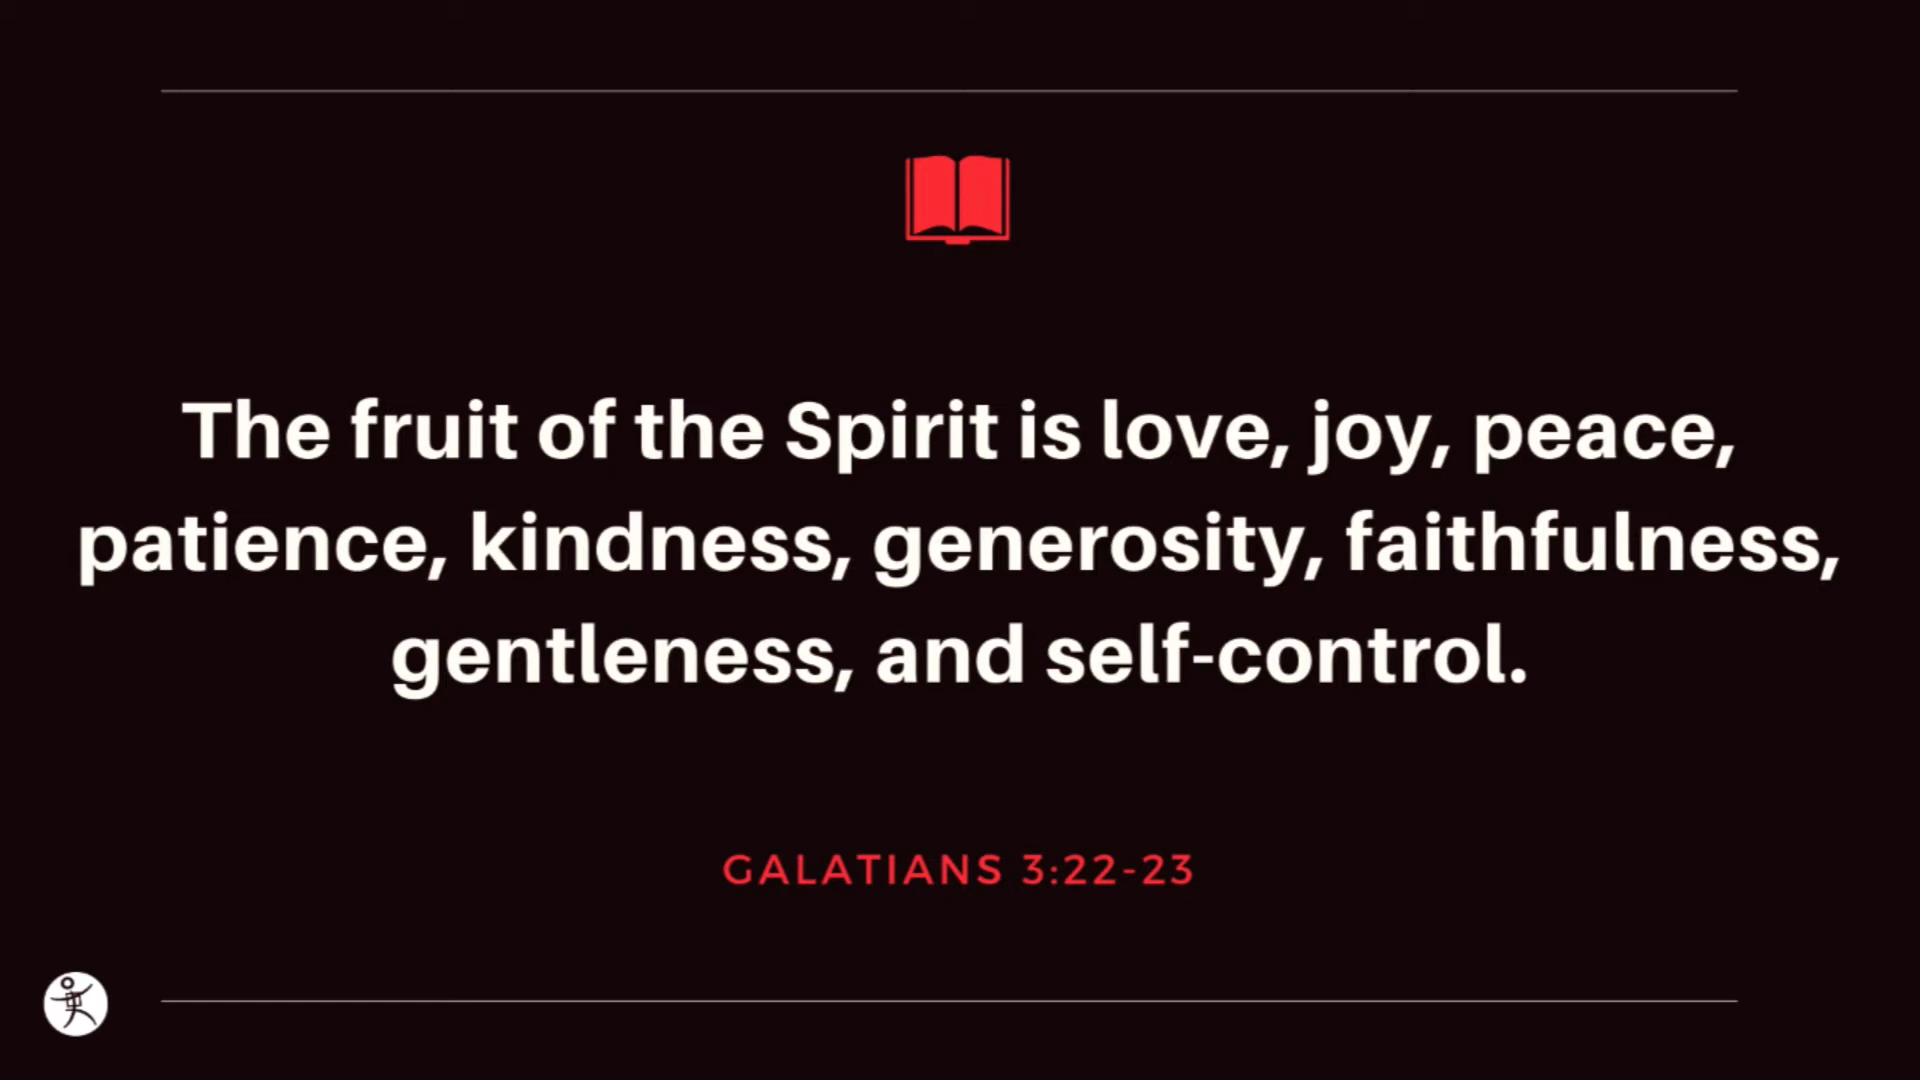 The fruit of the Spirit is love, joy, peace,
patience, kindness, generosity, faithfulness,
gentleness, and self-control.
GALATIANS 3:22-23